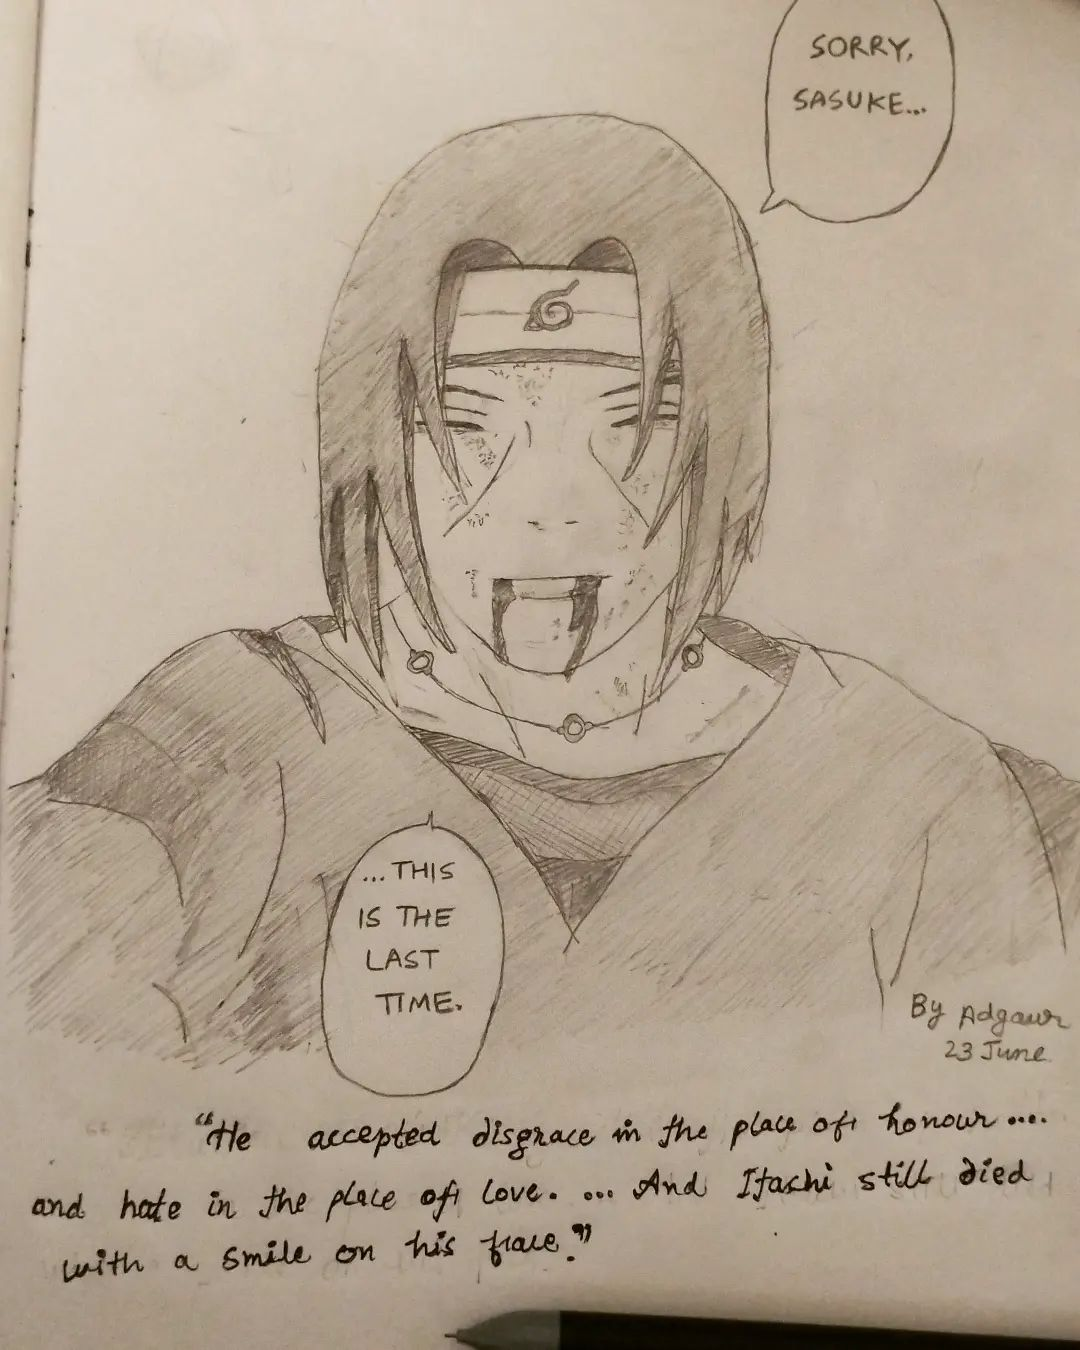 SORRY,
SASUKE...
...THIS
IS THE
LAST
TIME.
By Adgaur
23 June
"He accepted disgrace in the place of honour....
and hate in the place of love. ... And Itachi still died
with a smile on his face."